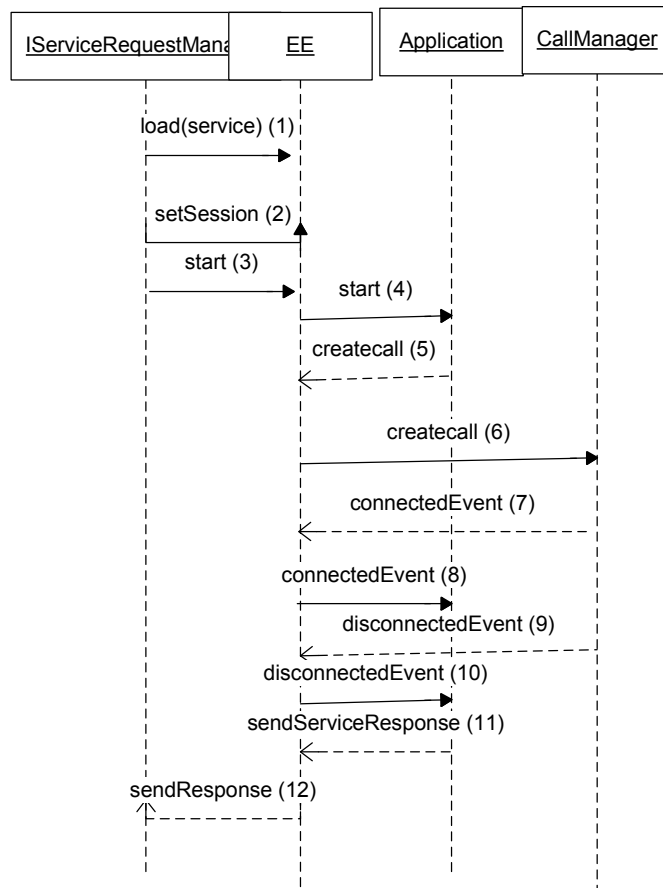 IServiceRequestMana
EE
Application
CallManager
load(service) (1)
setSession (2)
start (3)
start (4)
createcall (5)
createcall (6)
connectedEvent (7)
connectedEvent (8)
disconnectedEvent (9)
disconnectedEvent (10)
sendServiceResponse (11)
sendResponse (12)